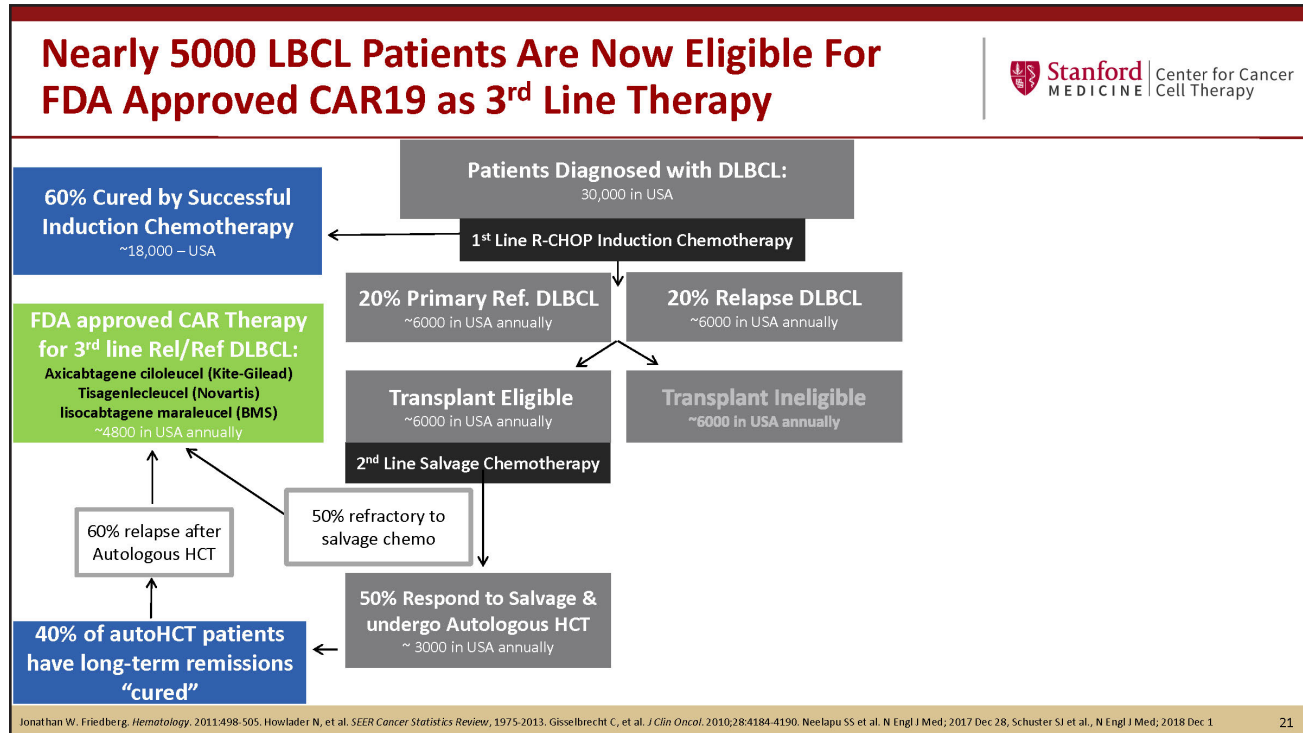 Nearly 5000 LBCL Patients Are Now Eligible For
FDA Approved CAR19 as 3rd Line Therapy
Stanford
MEDICINE
Center for Cancer
Cell Therapy
Patients Diagnosed with DLBCL:
30,000 in USA
1st Line R-CHOP Induction Chemotherapy
60% Cured by Successful
Induction Chemotherapy
~18,000 – USA
20% Primary Ref. DLBCL
~6000 in USA annually
20% Relapse DLBCL
~6000 in USA annually
FDA approved CAR Therapy
for 3rd line Rel/Ref DLBCL:
Axicabtagene ciloleucel (Kite-Gilead)
Tisagenlecleucel (Novartis)
lisocabtagene maraleucel (BMS)
~4800 in USA annually
Transplant Eligible
~6000 in USA annually
Transplant Ineligible
~6000 in USA annually
2nd Line Salvage Chemotherapy
60% relapse after
Autologous HCT
50% refractory to
salvage chemo
50% Respond to Salvage &
undergo Autologous HCT
~ 3000 in USA annually
40% of autoHCT patients
have long-term remissions
“cured”
Jonathan W. Friedberg. Hematology. 2011:498-505. Howlader N, et al. SEER Cancer Statistics Review, 1975-2013. Gisselbrecht C, et al. J Clin Oncol. 2010;28:4184-4190. Neelapu SS et al. N Engl J Med; 2017 Dec 28, Schuster SJ et al., N Engl J Med; 2018 Dec 1
21